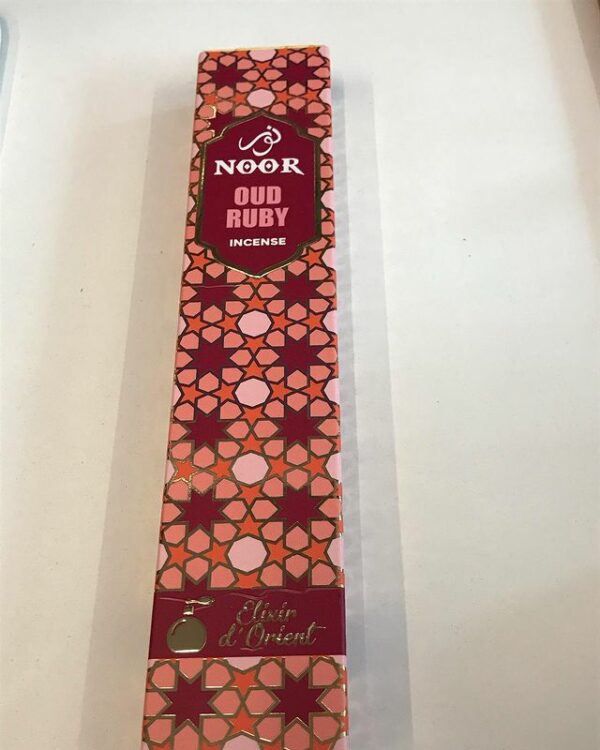 نور
NOOR
OUD
RUBY
INCENSE
Elixir
d'Orient